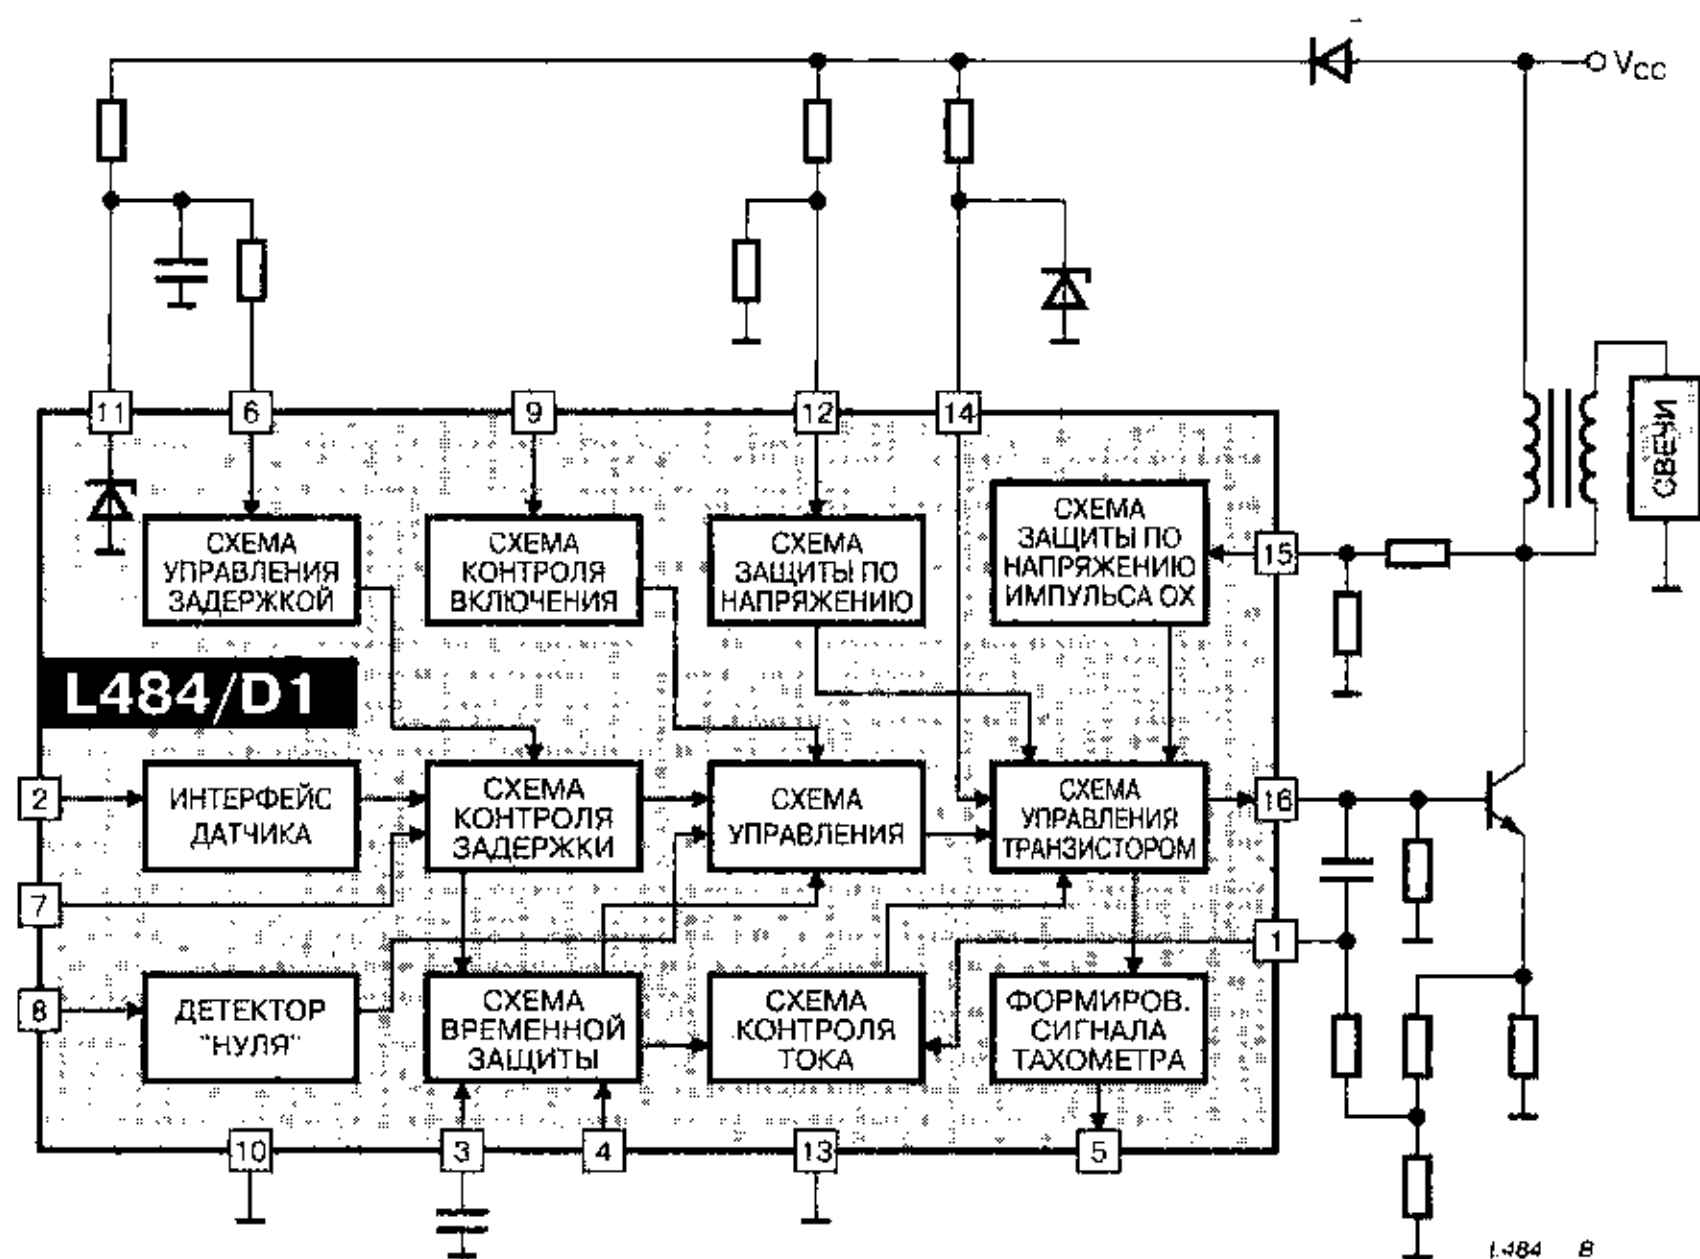 VCC
11
6
9
12
14
СХЕМА
УПРАВЛЕНИЯ
ЗАДЕРЖКОЙ
СХЕМА
КОНТРОЛЯ
ВКЛЮЧЕНИЯ
СХЕМА
ЗАЩИТЫ ПО
НАПРЯЖЕНИЮ
СХЕМА
ЗАЩИТЫ ПО
НАПРЯЖЕНИЮ
ИМПУЛЬСА ОХ
15
СВЕЧИ
L484/D1
2
ИНТЕРФЕЙС
ДАТЧИКА
СХЕМА
КОНТРОЛЯ
ЗАДЕРЖКИ
СХЕМА
УПРАВЛЕНИЯ
СХЕМА
УПРАВЛЕНИЯ
ТРАНЗИСТОРОМ
16
7
1
8
ДЕТЕКТОР
"НУЛЯ"
СХЕМА
ВРЕМЕННОЙ
ЗАЩИТЫ
СХЕМА
КОНТРОЛЯ
ТОКА
ФОРМИРОВ.
СИГНАЛА
ТАХОМЕТРА
10
3
4
13
5
L484 B